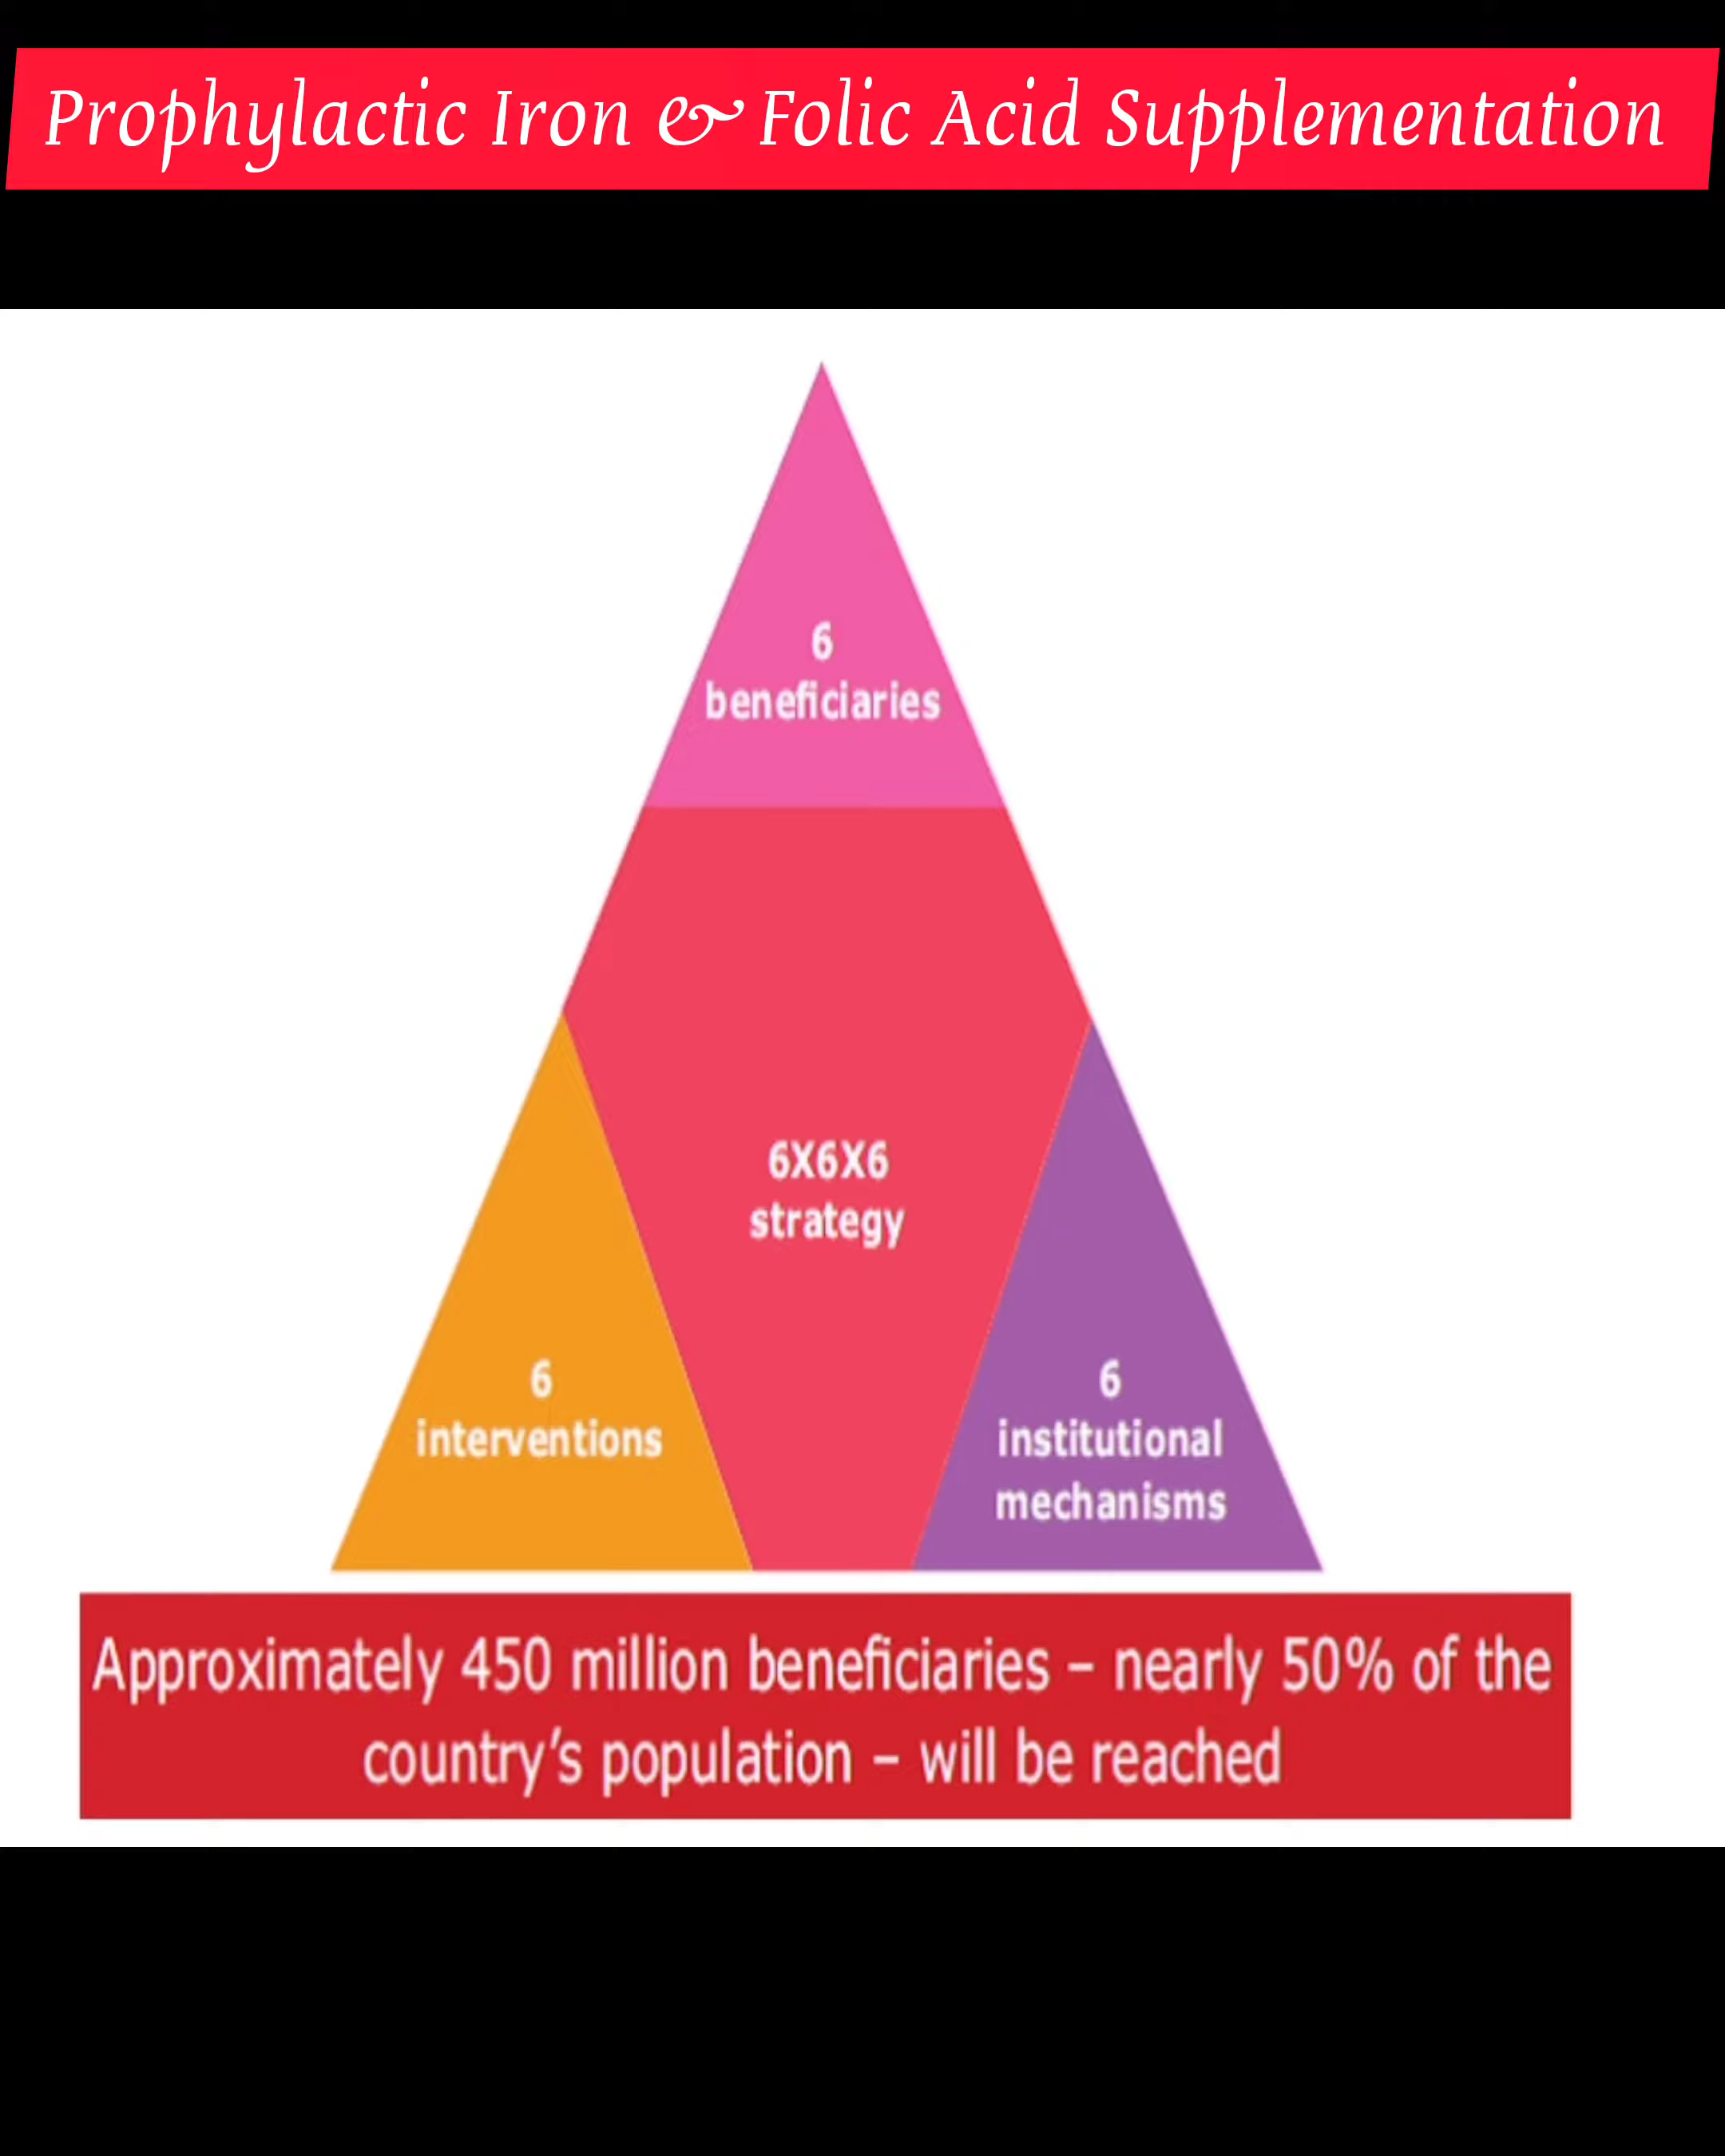 Prophylactic Iron & Folic Acid Supplementation
6
beneficiaries
6X6X6
strategy
6
interventions
6
institutional
mechanisms
Approximately 450 million beneficiaries – nearly 50% of the
country’s population – will be reached